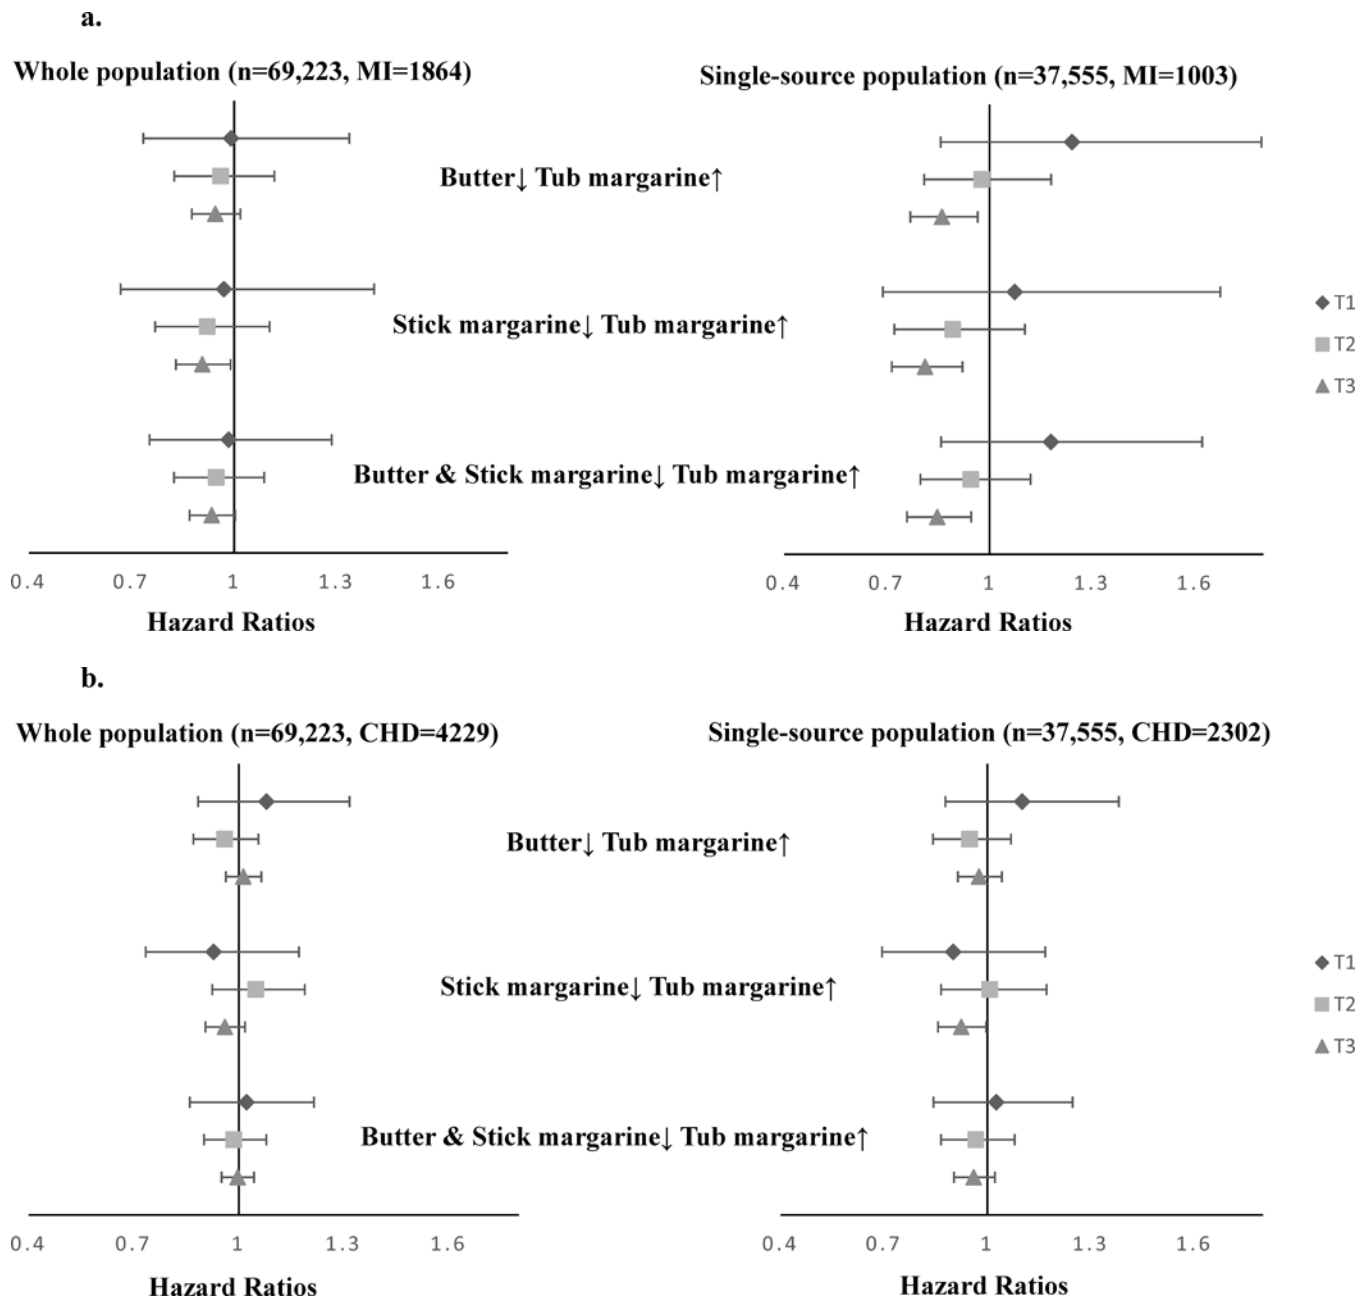 a.
Whole population (n=69,223, MI=1864)
Single-source population (n=37,555, MI=1003)
Butter↓ Tub margarine↑
Stick margarine↓ Tub margarine↑
Butter & Stick margarine↓ Tub margarine↑
T1
T2
T3
0.4 0.7 1 1.3 1.6
0.4 0.7 1 1.3 1.6
Hazard Ratios
Hazard Ratios
b.
Whole population (n=69,223, CHD=4229)
Single-source population (n=37,555, CHD=2302)
Butter↓ Tub margarine↑
Stick margarine↓ Tub margarine↑
Butter & Stick margarine↓ Tub margarine↑
T1
T2
T3
0.4 0.7 1 1.3 1.6
0.4 0.7 1 1.3 1.6
Hazard Ratios
Hazard Ratios